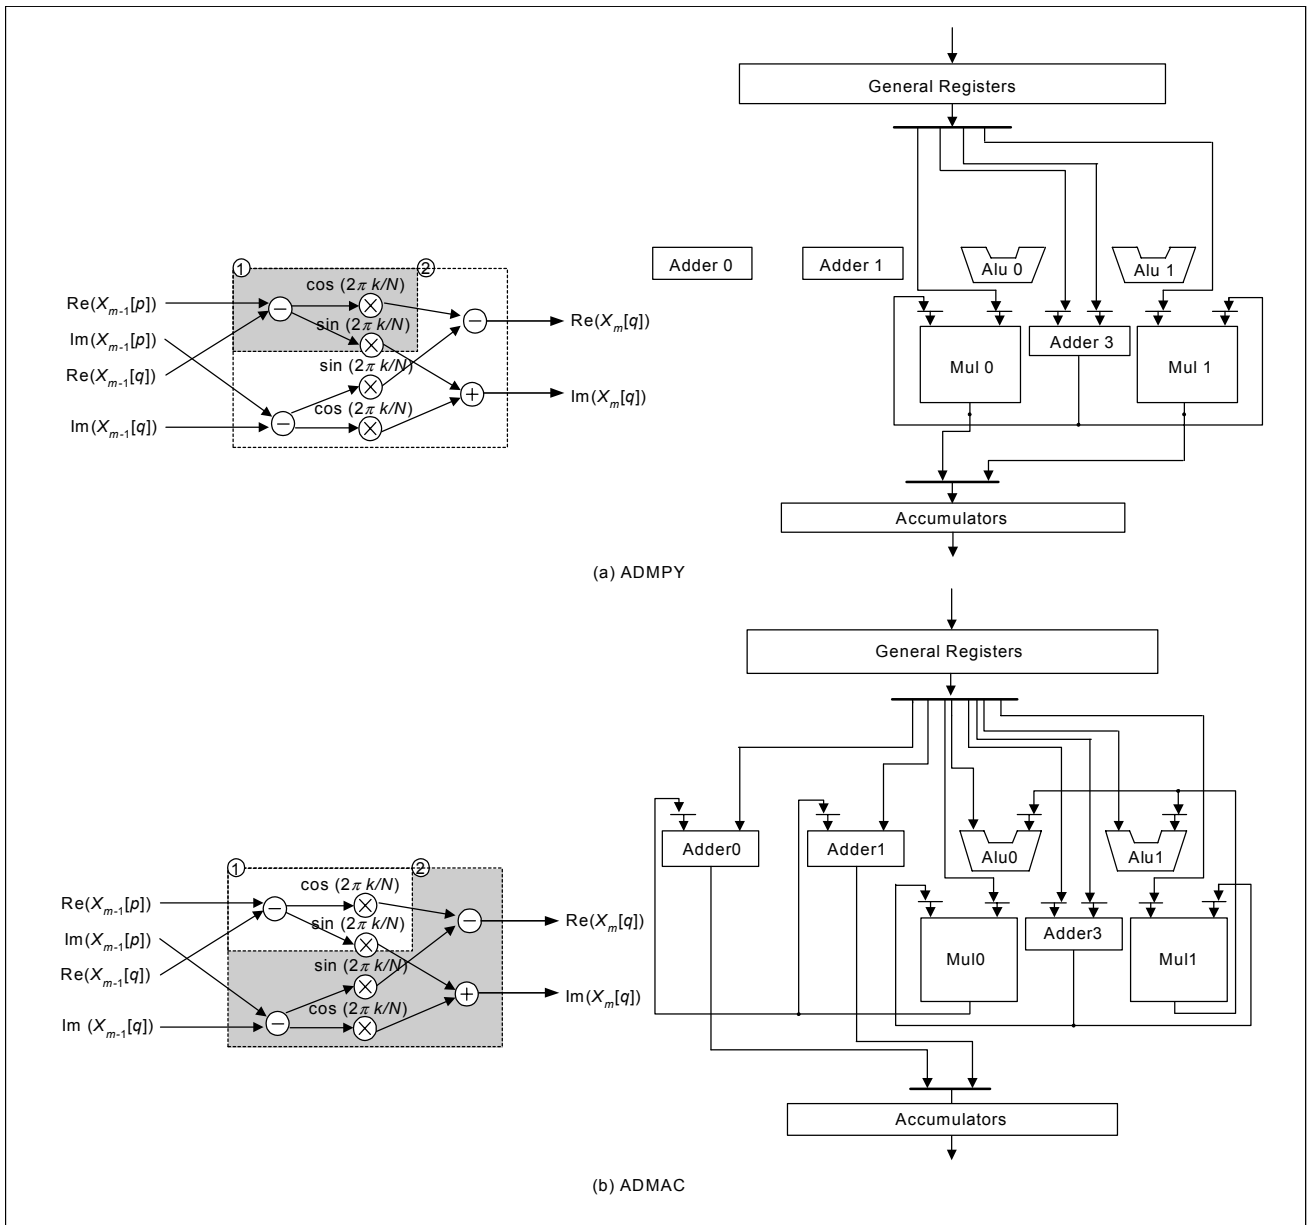 General Registers
Adder 0
Adder 1
Alu 0
Alu 1
1
2
cos (2π k/N)
Re(Xm-1[p])
sin (2π k/N)
Re(Xm[q])
Im(Xm-1[p])
Adder 3
sin (2π k/N)
Mul 0
Mul 1
Re(Xm-1[q])
Im(Xm[q])
cos (2π k/N)
Im(Xm-1[q])
Accumulators
(a) ADMPY
General Registers
Adder0
Adder1
Alu0
Alu1
1
2
cos (2π k/N)
Re(Xm-1[p])
sin (2π k/N)
Re(Xm[q])
Im(Xm-1[p])
Adder3
sin (2π k/N)
Mul0
Mul1
Re(Xm-1[q])
Im(Xm[q])
cos (2π k/N)
Im (Xm-1[q])
Accumulators
(b) ADMAC